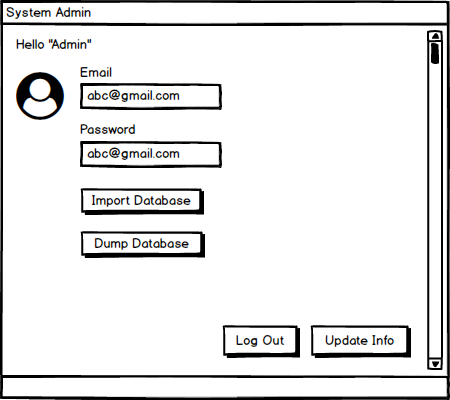 System Admin
Hello "Admin"
Email
abc@gmail.com
Password
abc@gmail.com
Import Database
Dump Database
Log Out
Update Info